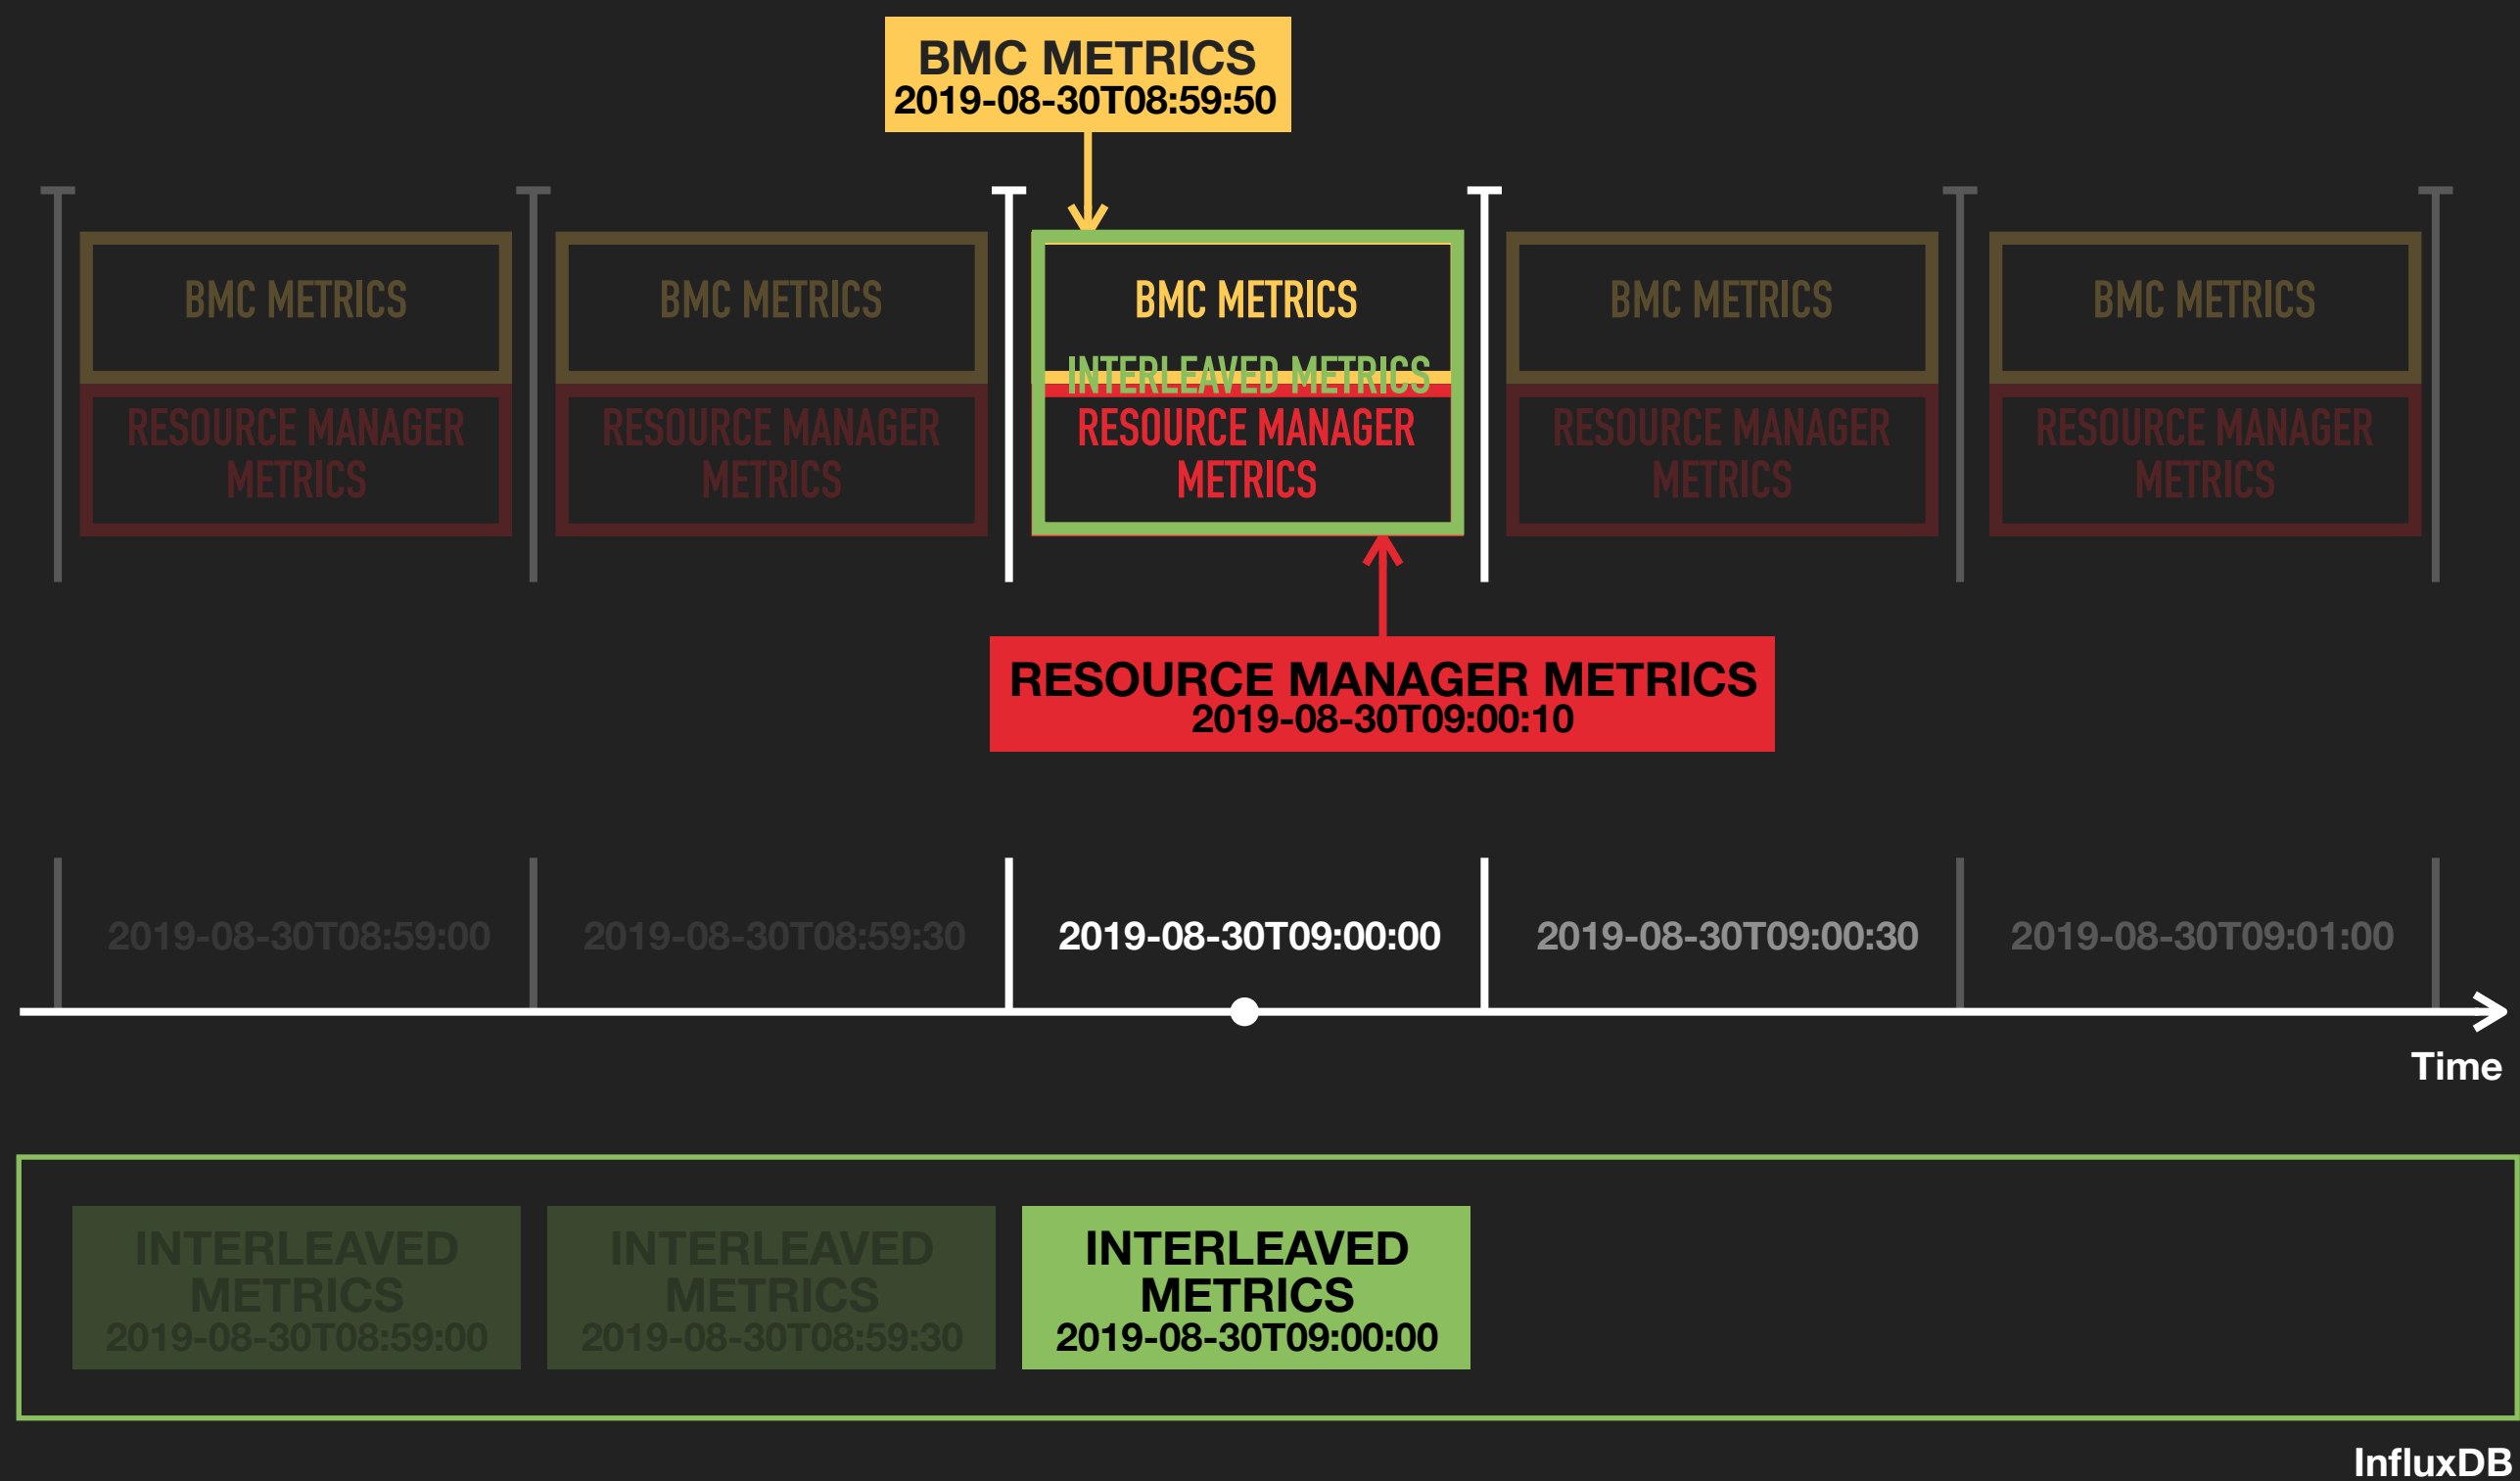 BMC METRICS
2019-08-30T08:59:50
BMC METRICS
RESOURCE MANAGER
METRICS
BMC METRICS
RESOURCE MANAGER
METRICS
BMC METRICS
INTERLEAVED METRICS
RESOURCE MANAGER
METRICS
BMC METRICS
RESOURCE MANAGER
METRICS
BMC METRICS
RESOURCE MANAGER
METRICS
RESOURCE MANAGER METRICS
2019-08-30T09:00:10
2019-08-30T08:59:00
2019-08-30T08:59:30
2019-08-30T09:00:00
2019-08-30T09:00:30
2019-08-30T09:01:00
Time
INTERLEAVED
METRICS
2019-08-30T08:59:00
INTERLEAVED
METRICS
2019-08-30T08:59:30
INTERLEAVED
METRICS
2019-08-30T09:00:00
InfluxDB